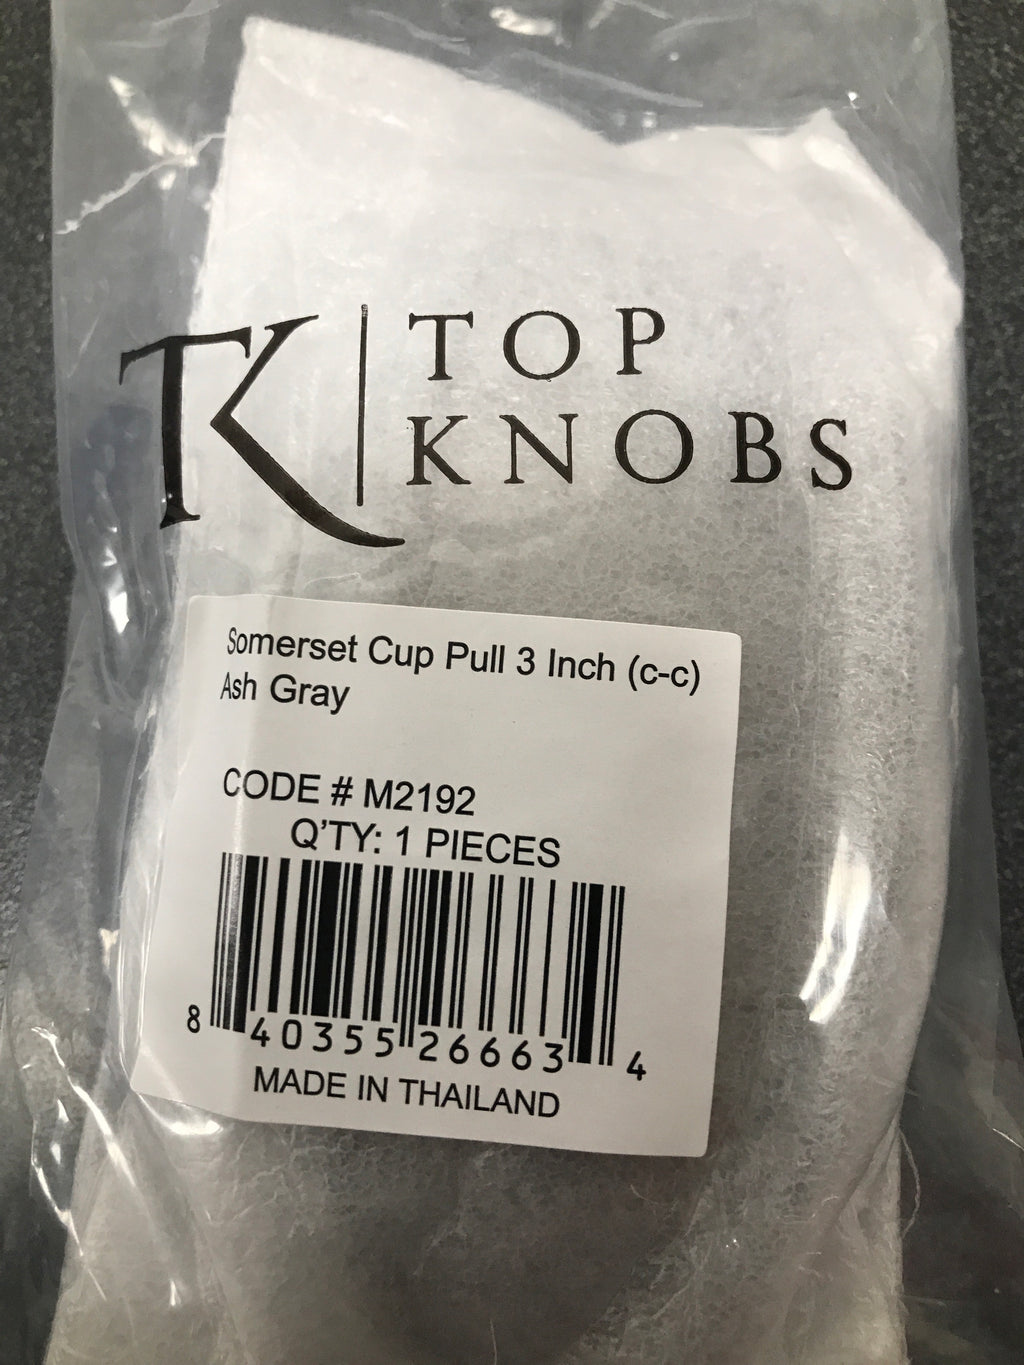 TK
TOP
KNOBS
Somerset Cup Pull 3 Inch (c-c)
Ash Gray
CODE # M2192
Q'TY: 1 PIECES
8 40355 26663 4
MADE IN THAILAND